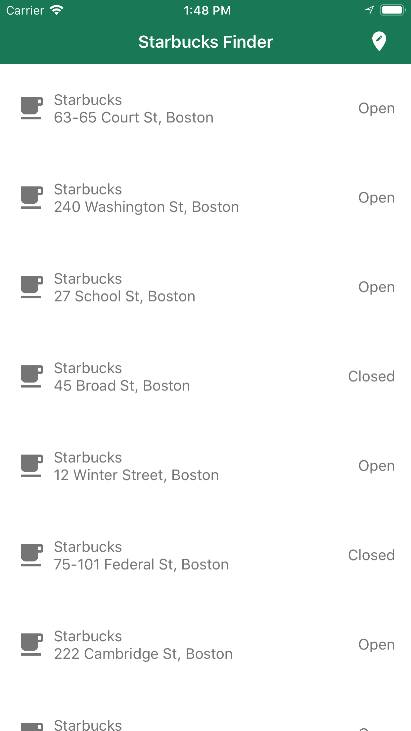 Carrier 1:48 PM
Starbucks Finder
Starbucks
63-65 Court St, Boston
Open
Starbucks
240 Washington St, Boston
Open
Starbucks
27 School St, Boston
Open
Starbucks
45 Broad St, Boston
Closed
Starbucks
12 Winter Street, Boston
Open
Starbucks
75-101 Federal St, Boston
Closed
Starbucks
222 Cambridge St, Boston
Open
Starbucks